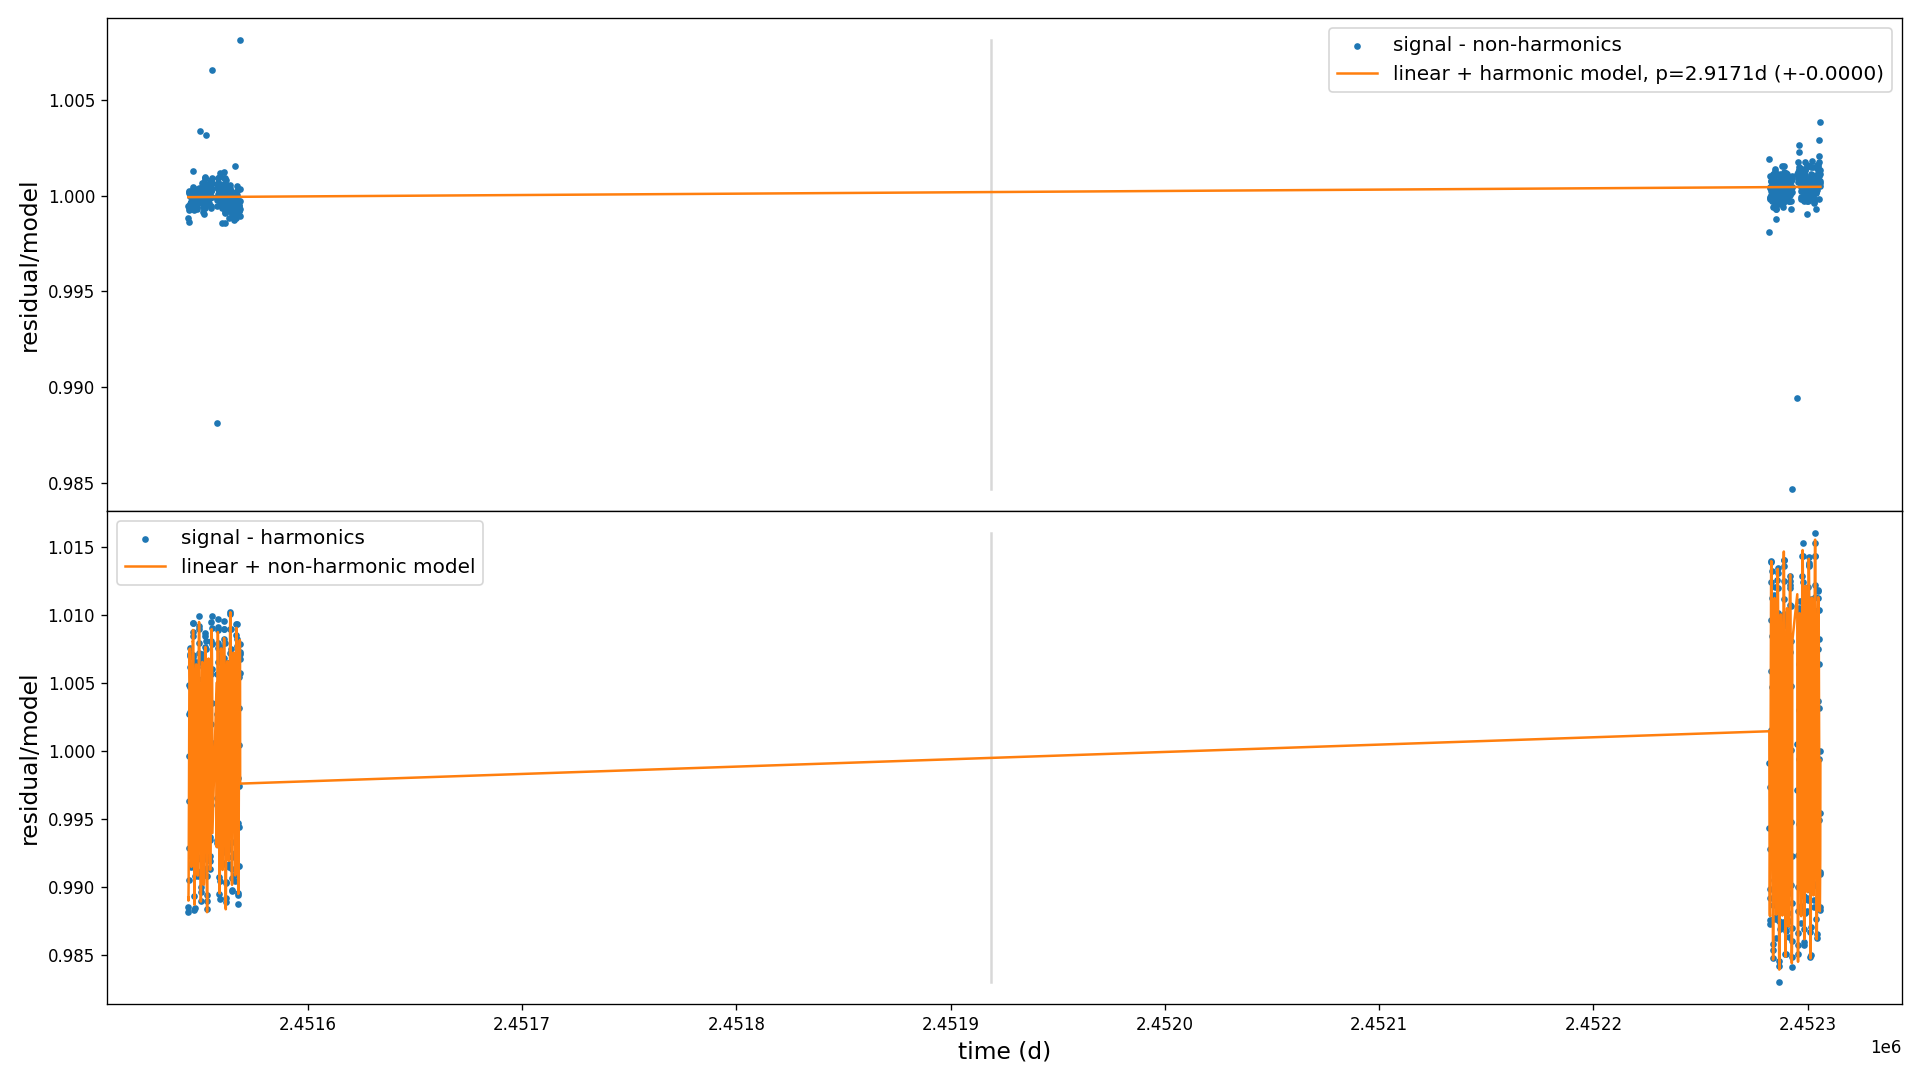 signal - non-harmonics
linear + harmonic model, p=2.9171d (+-0.0000)
1.005
1.000
0.995
0.990
0.985
residual/model
signal - harmonics
linear + non-harmonic model
1.015
1.010
1.005
1.000
0.995
0.990
0.985
residual/model
2.4516 2.4517 2.4518 2.4519 2.4520 2.4521 2.4522 2.4523
1e6
time (d)